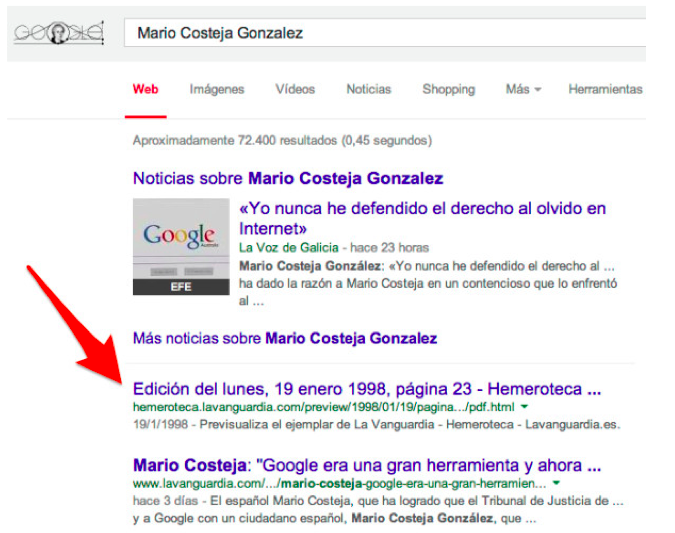 Google
Mario Costeja Gonzalez
Web Imágenes Vídeos Noticias Shopping Más Herramientas
Aproximadamente 72.400 resultados (0,45 segundos)
Noticias sobre Mario Costeja Gonzalez
Google
EFE
«Yo nunca he defendido el derecho al olvido en
Internet»
La Voz de Galicia - hace 23 horas
Mario Costeja González: «Yo nunca he defendido el derecho al ...
ha dado la razón a Mario Costeja en un contencioso que lo enfrentó
al ...
Más noticias sobre Mario Costeja Gonzalez
Edición del lunes, 19 enero 1998, página 23 - Hemeroteca ...
hemeroteca.lavanguardia.com/preview/1998/01/19/pagina.../pdf.html
19/1/1998 - Previsualiza el ejemplar de La Vanguardia - Hemeroteca - Lavanguardia.es.
Mario Costeja: "Google era una gran herramienta y ahora ...
www.lavanguardia.com/.../mario-costeja-google-era-una-gran-herramien...
hace 3 días - El español Mario Costeja, que ha logrado que el Tribunal de Justicia de ...
y a Google con un ciudadano español, Mario Costeja González, que ...